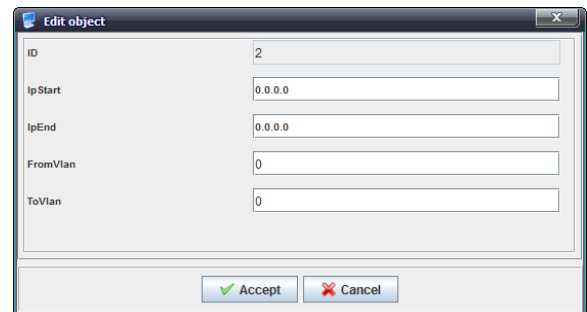 Edit object
ID 2
IpStart 0.0.0.0
IpEnd 0.0.0.0
FromVlan 0
ToVlan 0
Accept Cancel